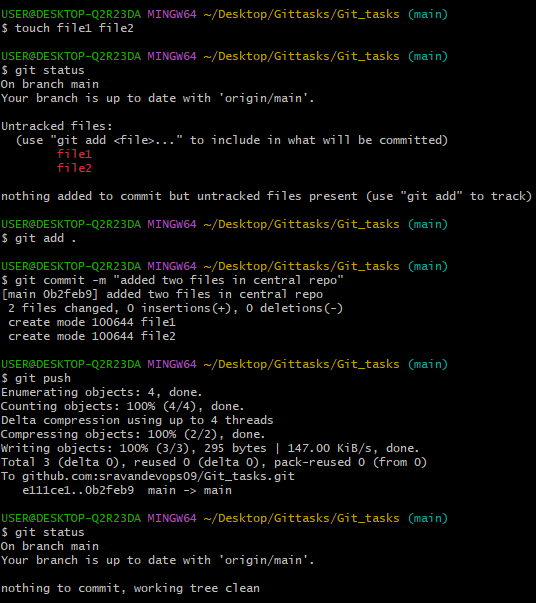 USER@DESKTOP-Q2R23DA MINGW64 ~/Desktop/Gittasks/Git_tasks (main)
$ touch file1 file2

USER@DESKTOP-Q2R23DA MINGW64 ~/Desktop/Gittasks/Git_tasks (main)
$ git status
On branch main
Your branch is up to date with 'origin/main'.

Untracked files:
  (use "git add <file>..." to include in what will be committed)
        file1
        file2

nothing added to commit but untracked files present (use "git add" to track)

USER@DESKTOP-Q2R23DA MINGW64 ~/Desktop/Gittasks/Git_tasks (main)
$ git add .

USER@DESKTOP-Q2R23DA MINGW64 ~/Desktop/Gittasks/Git_tasks (main)
$ git commit -m "added two files in central repo"
[main 0b2feb9] added two files in central repo
 2 files changed, 0 insertions(+), 0 deletions(-)
 create mode 100644 file1
 create mode 100644 file2

USER@DESKTOP-Q2R23DA MINGW64 ~/Desktop/Gittasks/Git_tasks (main)
$ git push
Enumerating objects: 4, done.
Counting objects: 100% (4/4), done.
Delta compression using up to 4 threads
Compressing objects: 100% (2/2), done.
Writing objects: 100% (3/3), 295 bytes | 147.00 KiB/s, done.
Total 3 (delta 0), reused 0 (delta 0), pack-reused 0 (from 0)
To github.com:sravandevops09/Git_tasks.git
   e111ce1..0b2feb9  main -> main

USER@DESKTOP-Q2R23DA MINGW64 ~/Desktop/Gittasks/Git_tasks (main)
$ git status
On branch main
Your branch is up to date with 'origin/main'.

nothing to commit, working tree clean